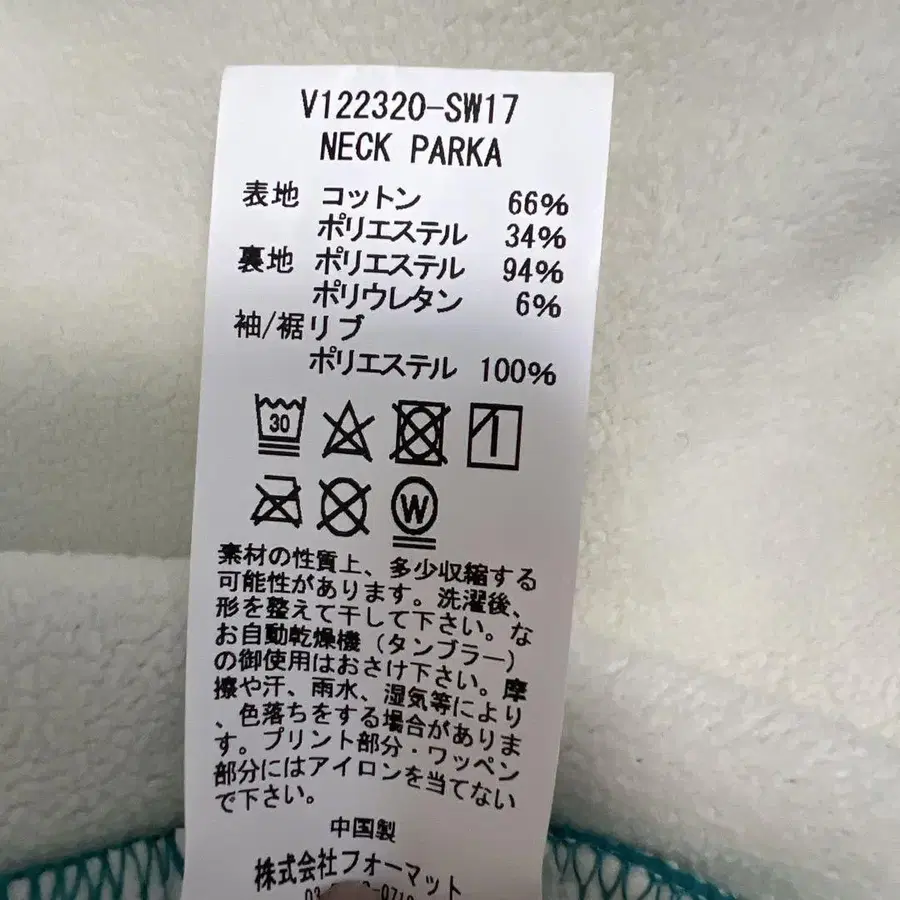 V122320-SW17
NECK PARKA
表地 コットン 66%
ポリエステル 34%
裏地 ポリエステル 94%
ポリウレタン 6%
袖/裾リブ
ポリエステル 100%
30
W
素材の性質上、多少収縮する
可能性があります。洗濯後、
形を整えて干して下さい。な
お自動乾燥機(タンブラー)
の御使用はおさけ下さい。摩
擦や汗、雨水、湿気等により
、色落ちをする場合がありま
す。プリント部分・ワッペン
部分にはアイロンを当てない
で下さい。
中国製
株式会社フォーマット